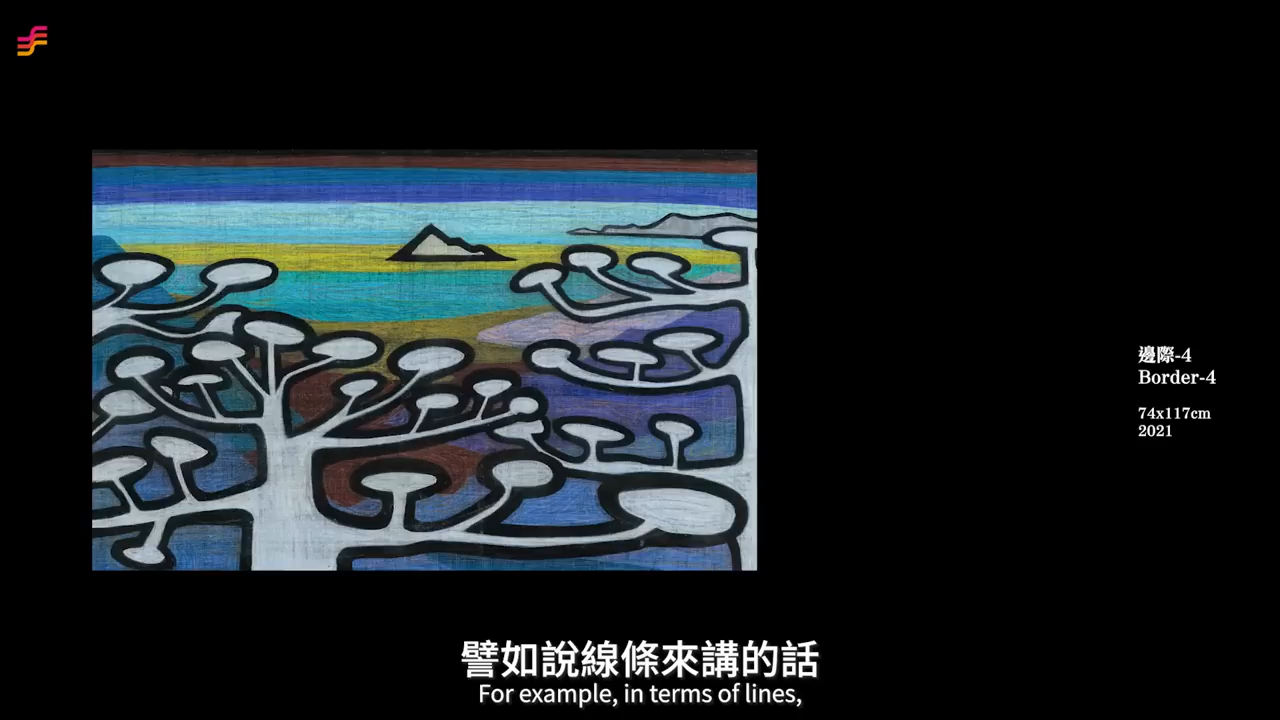 邊際-4
Border-4
74x117cm
2021
譬如說線條來講的話
For example, in terms of lines,